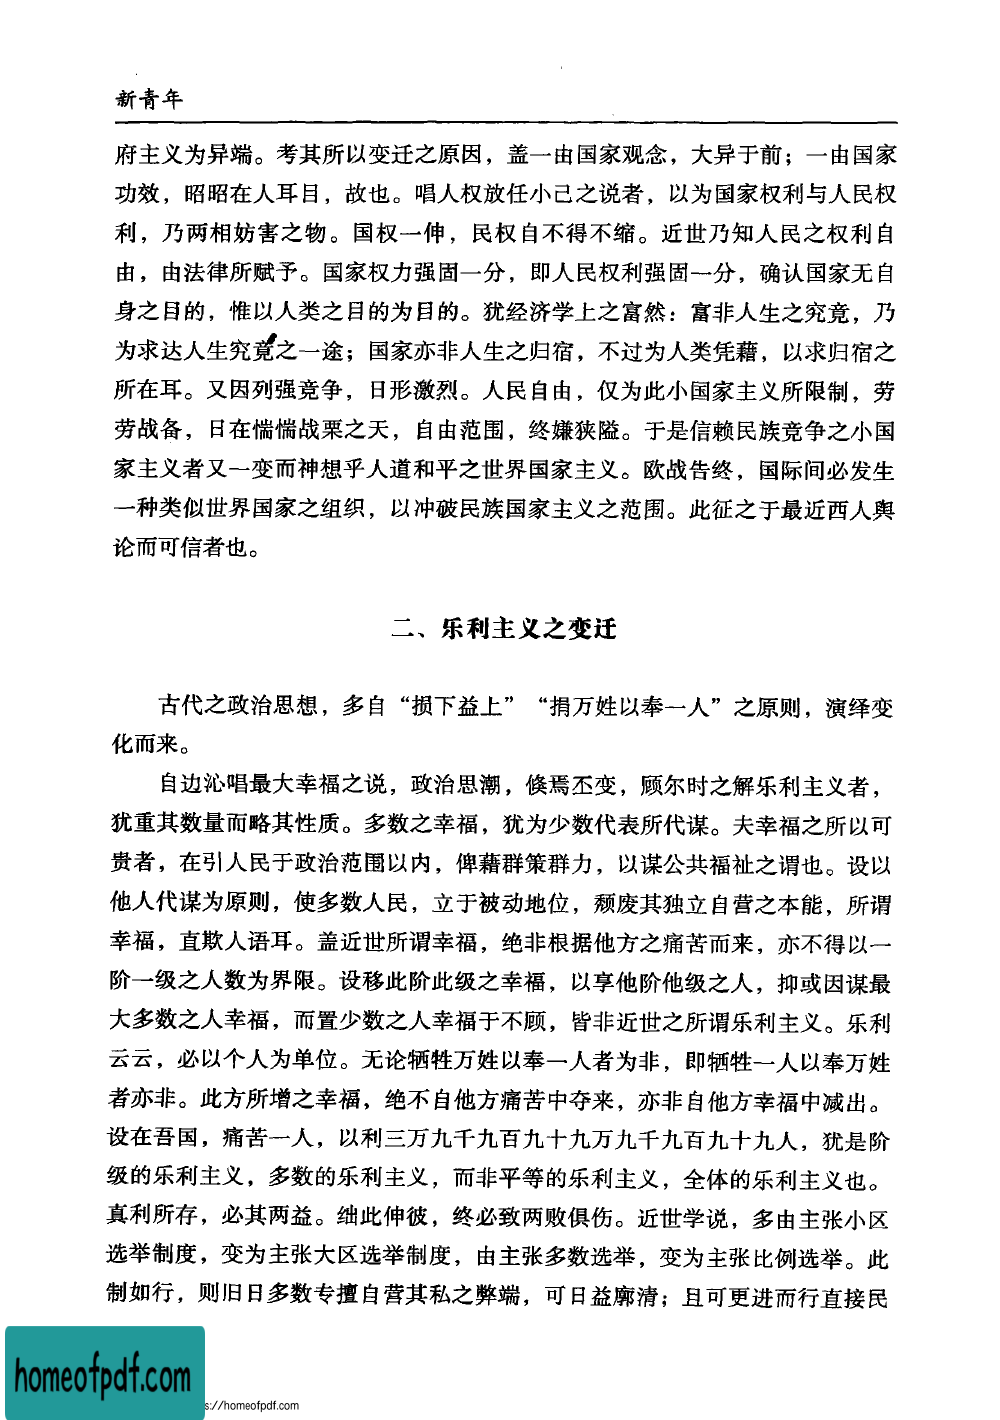 新青年
府主义为异端。考其所以变迁之原因，盖一由国家观念，大异于前；一由国家
功效，昭昭在人耳目，故也。唱人权放任小己之说者，以为国家权利与人民权
利，乃两相妨害之物。国权一伸，民权自不得不缩。近世乃知人民之权利自
由，由法律所赋予。国家权力强固一分，即人民权利强固一分，确认国家无自
身之目的，惟以人类之目的为目的。犹经济学上之富然：富非人生之究竟，乃
为求达人生究竟之一途；国家亦非人生之归宿，不过为人类凭藉，以求归宿之
所在耳。又因列强竞争，日形激烈。人民自由，仅为此小国家主义所限制，劳
劳战备，日在惴惴战栗之天，自由范围，终嫌狭隘。于是信赖民族竞争之小国
家主义者又一变而神想乎人道和平之世界国家主义。欧战告终，国际间必发生
一种类似世界国家之组织，以冲破民族国家主义之范围。此征之于最近西人舆
论而可信者也。
二、乐利主义之变迁
古代之政治思想，多自“损下益上”“捐万姓以奉一人”之原则，演绎变
化而来。
自边沁唱最大幸福之说，政治思潮，倏焉丕变，顾尔时之解乐利主义者，
犹重其数量而略其性质。多数之幸福，犹为少数代表所代谋。夫幸福之所以可
贵者，在引人民于政治范围以内，俾藉群策群力，以谋公共福祉之谓也。设以
他人代谋为原则，使多数人民，立于被动地位，颓废其独立自营之本能，所谓
幸福，直欺人语耳。盖近世所谓幸福，绝非根据他方之痛苦而来，亦不得以一
阶一级之人数为界限。设移此阶此级之幸福，以享他阶他级之人，抑或因谋最
大多数之人幸福，而置少数之人幸福于不顾，皆非近世之所谓乐利主义。乐利
云云，必以个人为单位。无论牺牲万姓以奉一人者为非，即牺牲一人以奉万姓
者亦非。此方所增之幸福，绝不自他方痛苦中夺来，亦非自他方幸福中减出。
设在吾国，痛苦一人，以利三万九千九百九十九万九千九百九十九人，犹是阶
级的乐利主义，多数的乐利主义，而非平等的乐利主义，全体的乐利主义也。
真利所存，必其两益。绌此伸彼，终必致两败俱伤。近世学说，多由主张小区
选举制度，变为主张大区选举制度，由主张多数选举，变为主张比例选举。此
制如行，则旧日多数专擅自营其私之弊端，可日益廓清；且可更进而行直接民
homeofpdf.com
s://homeofpdf.com